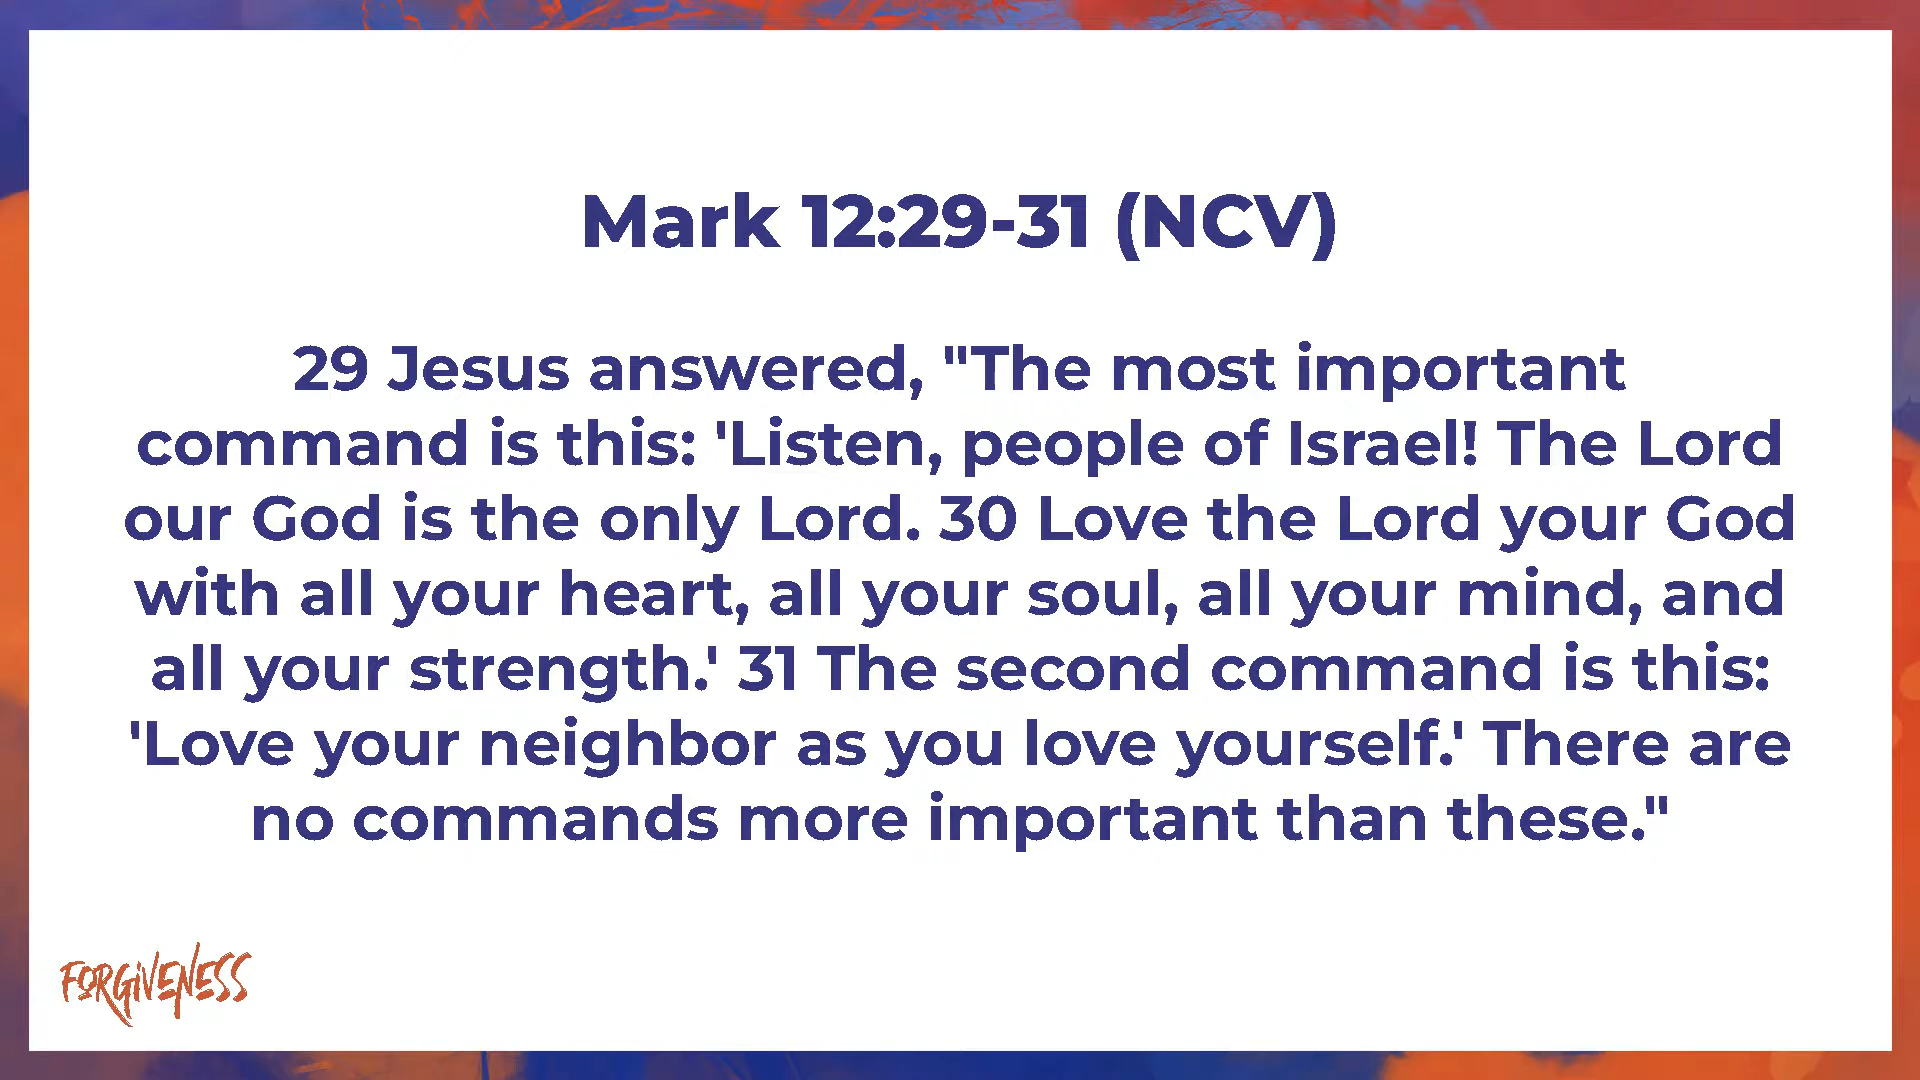 Mark 12:29-31 (NCV)
29 Jesus answered, "The most important
command is this: 'Listen, people of Israel! The Lord
our God is the only Lord. 30 Love the Lord your God
with all your heart, all your soul, all your mind, and
all your strength.' 31 The second command is this:
'Love your neighbor as you love yourself.' There are
no commands more important than these."
FORGIVENESS